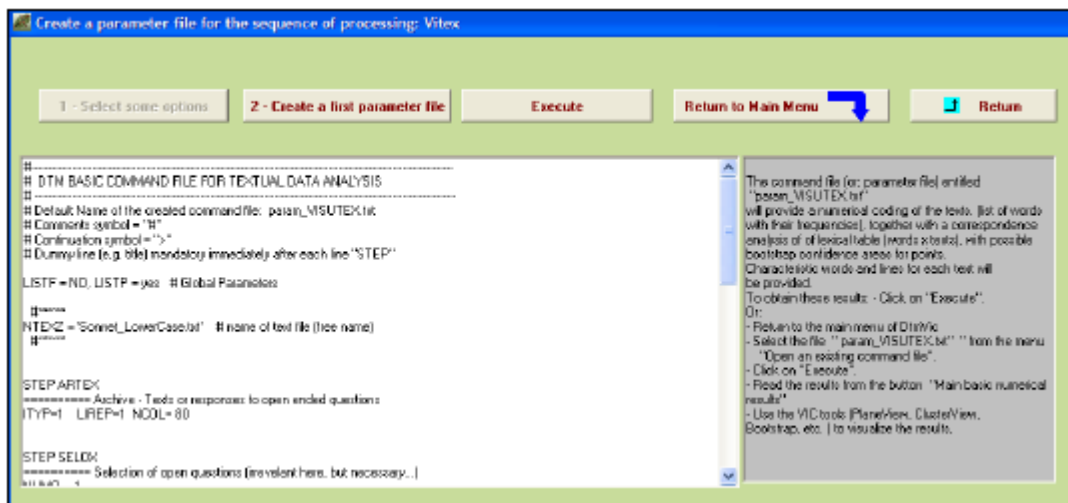 Create a parameter file for the sequence of processing: Vitex
1 - Select some options
2 - Create a first parameter file
Execute
Return to Main Menu
Return
#----------------------------------------------------------------------
# DTM BASIC COMMAND FILE FOR TEXTUAL DATA ANALYSIS
#----------------------------------------------------------------------
# Default Name of the created command file: param_VISUTEX.txt
# Comments symbol = "#"
# Continuation symbol = ">"
# Dummy line (e.g. title) mandatory immediately after each line "STEP"
LISTF = NO, LISTP = yes # Global Parameters
#-----
NTEXZ = 'Sonnet_LowerCase.txt' # name of text file (free name)
#-----
STEP ARTEX
========== Archive - Texts or responses to open ended questions
ITYP=1 LIREP=1 NCOL= 80
STEP SELOX
========== Selection of open questions (irrevelant here, but necessary...)
The command file (or: parameter file) entitled
"param_VISUTEX.txt"
will provide a numerical coding of the texts. (list of words
with their frequencies), together with a correspondence
analysis of of lexical table (words x texts), with possible
bootstrap confidence areas for points.
Characteristic words and lines for each text will
be provided.
To obtain these results: - Click on "Execute".
Or:
- Return to the main menu of DtmVic
- Select the file " param_VISUTEX.txt" " from the menu
"Open an existing command file".
- Click on "Execute".
- Read the results from the button "Main basic numerical
results"
- Use the VIC tools (PlaneView, ClusterView,
Bootstrap, etc. ) to visualize the results.